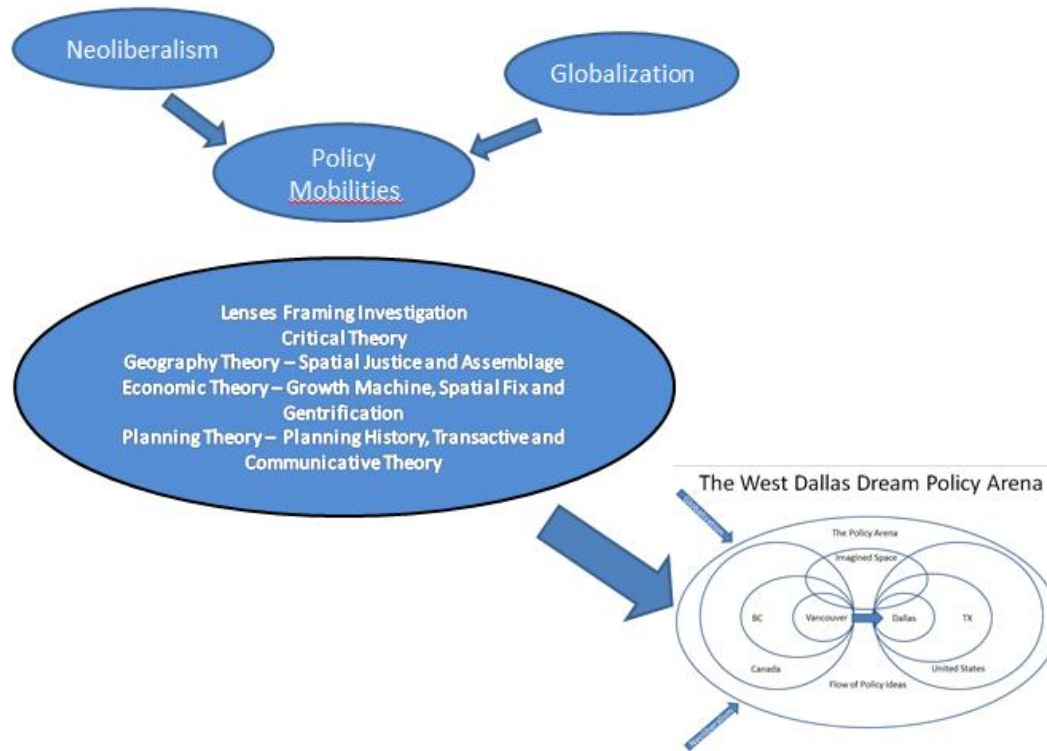 Neoliberalism
Globalization
Policy
Mobilities
Lenses Framing Investigation
Critical Theory
Geography Theory – Spatial Justice and Assemblage
Economic Theory – Growth Machine, Spatial Fix and
Gentrification
Planning Theory – Planning History, Transactive and
Communicative Theory
The West Dallas Dream Policy Arena
Globalization
The Policy Arena
Imagined Space
BC
Vancouver
Dallas
TX
Canada
United States
Flow of Policy Ideas
Neoliberalism